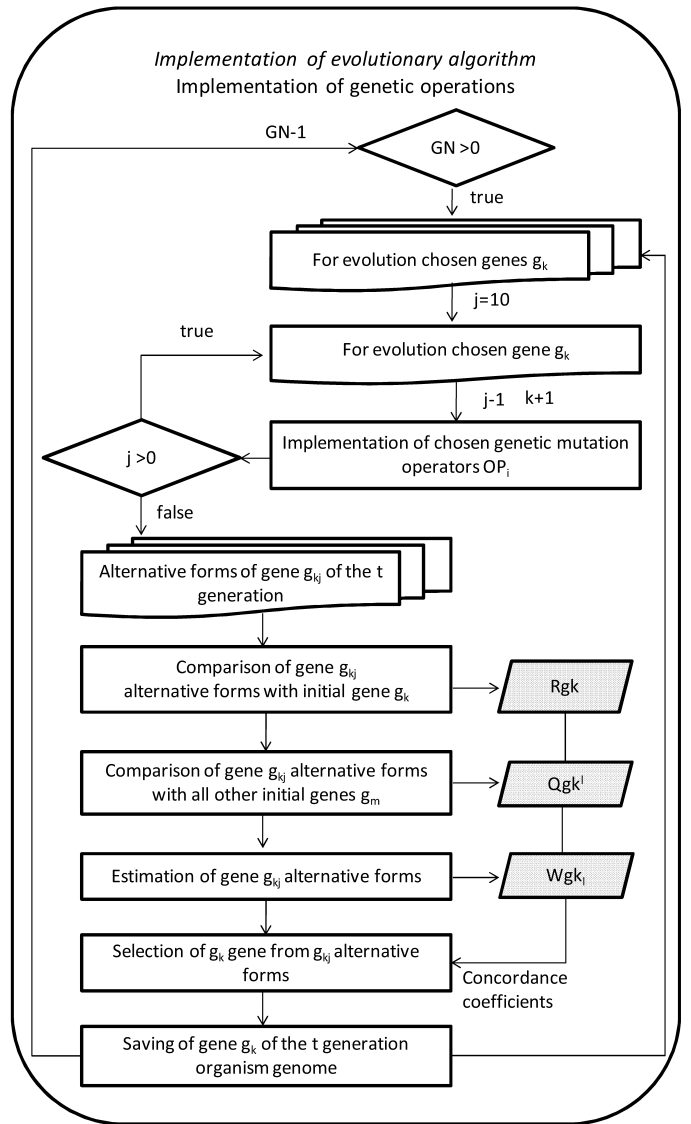 Implementation of evolutionary algorithm
Implementation of genetic operations
GN-1
GN >0
true
For evolution chosen genes gk
j=10
true
For evolution chosen gene gk
j-1 k+1
Implementation of chosen genetic mutation
operators OPi
j >0
false
Alternative forms of gene gkj of the t
generation
Comparison of gene gkj
alternative forms with initial gene gk
Rgk
Comparison of gene gkj alternative forms
with all other initial genes gm
Qgkˡ
Estimation of gene gkj alternative forms
Wgkl
Selection of gk gene from gkj alternative
forms
Concordance
coefficients
Saving of gene gk of the t generation
organism genome